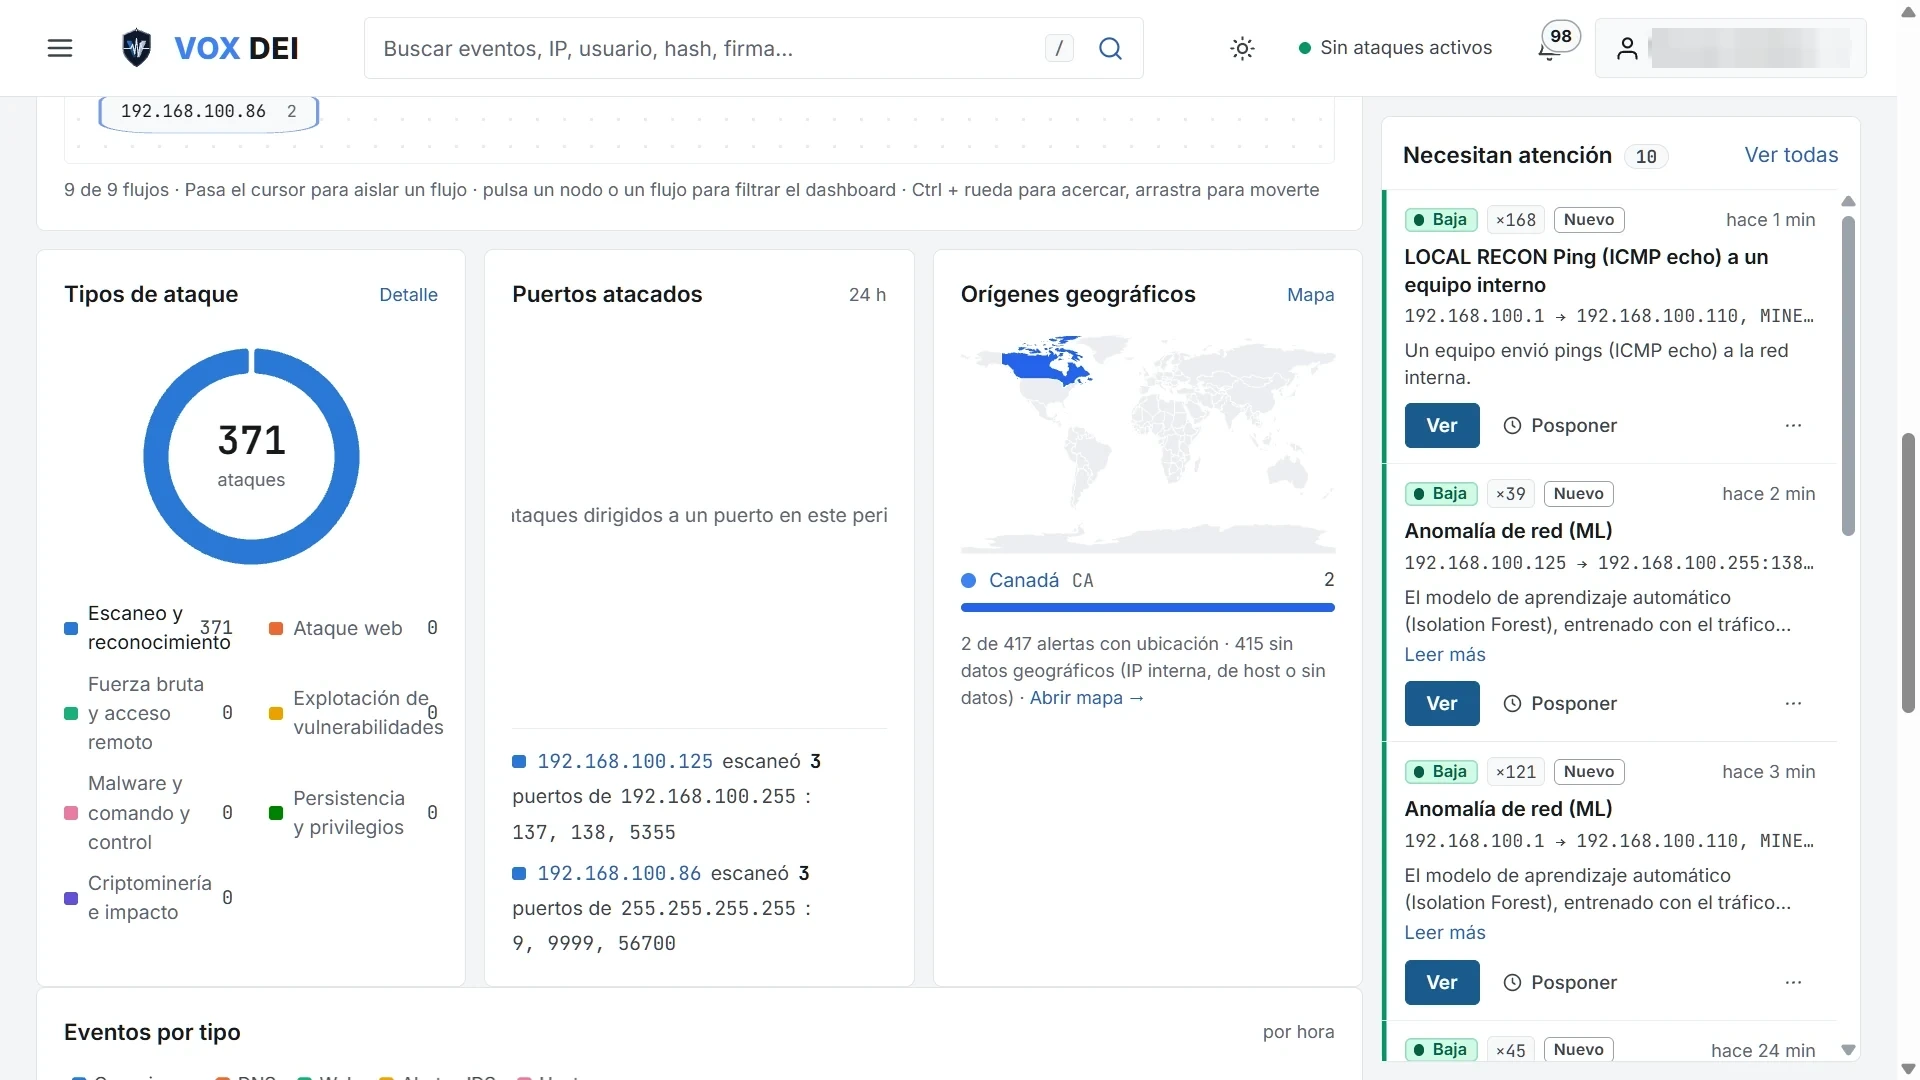 VOX DEI
Buscar eventos, IP, usuario, hash, firma...
/
Sin ataques activos
98
192.168.100.86 2
9 de 9 flujos · Pasa el cursor para aislar un flujo · pulsa un nodo o un flujo para filtrar el dashboard · Ctrl + rueda para acercar, arrastra para moverte
Tipos de ataque
Detalle
371
ataques
Escaneo y
reconocimiento
371
Ataque web 0
Fuerza bruta
y acceso
remoto
0
Explotación de
vulnerabilidades
0
Malware y
comando y
control
0
Persistencia
y privilegios
0
Criptominería
e impacto
0
Puertos atacados
24 h
ataques dirigidos a un puerto en este peri
192.168.100.125 escaneó 3
puertos de 192.168.100.255 :
137, 138, 5355
192.168.100.86 escaneó 3
puertos de 255.255.255.255 :
9, 9999, 56700
Orígenes geográficos
Mapa
Canadá CA 2
2 de 417 alertas con ubicación · 415 sin
datos geográficos (IP interna, de host o sin
datos) · Abrir mapa →
Eventos por tipo
por hora
Necesitan atención 10
Ver todas
Baja ×168 Nuevo hace 1 min
LOCAL RECON Ping (ICMP echo) a un
equipo interno
192.168.100.1 → 192.168.100.110, MINE…
Un equipo envió pings (ICMP echo) a la red
interna.
Ver Posponer ...
Baja ×39 Nuevo hace 2 min
Anomalía de red (ML)
192.168.100.125 → 192.168.100.255:138…
El modelo de aprendizaje automático
(Isolation Forest), entrenado con el tráfico…
Leer más
Ver Posponer ...
Baja ×121 Nuevo hace 3 min
Anomalía de red (ML)
192.168.100.1 → 192.168.100.110, MINE…
El modelo de aprendizaje automático
(Isolation Forest), entrenado con el tráfico…
Leer más
Ver Posponer ...
Baja ×45 Nuevo hace 24 min